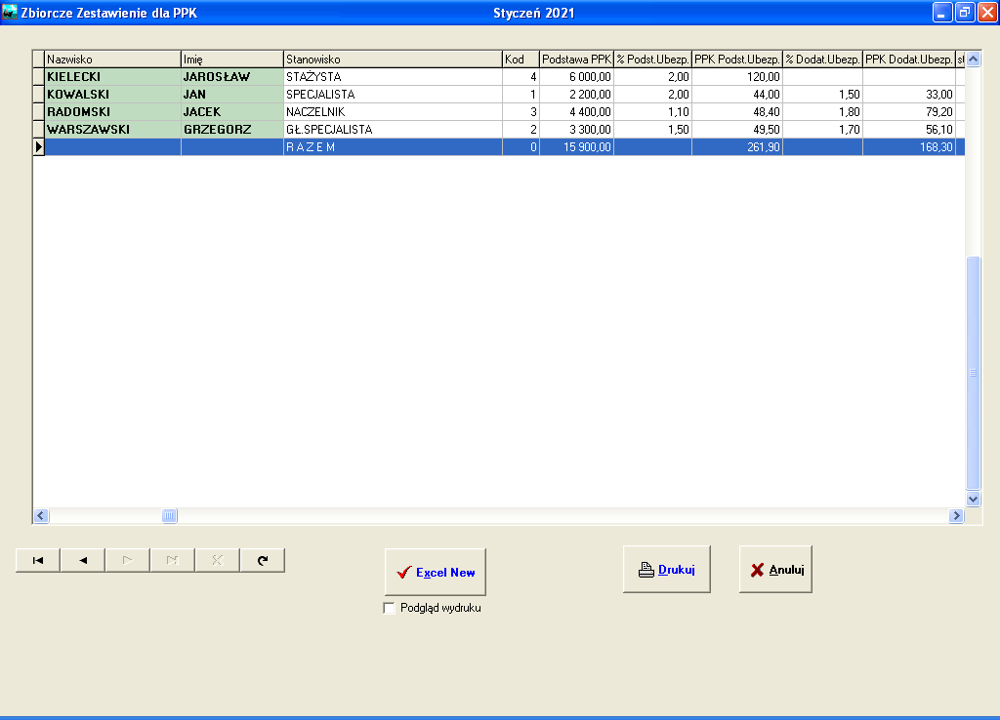 Zbiorcze Zestawienie dla PPK Styczeń 2021
Nazwisko Imię Stanowisko Kod Podstawa PPK % Podst.Ubezp. PPK Podst.Ubezp. % Dodat.Ubezp. PPK Dodat.Ubezp.
KIELECKI JAROSŁAW STAŻYSTA 4 6 000,00 2,00 120,00
KOWALSKI JAN SPECJALISTA 1 2 200,00 2,00 44,00 1,50 33,00
RADOMSKI JACEK NACZELNIK 3 4 400,00 1,10 48,40 1,80 79,20
WARSZAWSKI GRZEGORZ GŁ.SPECJALISTA 2 3 300,00 1,50 49,50 1,70 56,10
R A Z E M 0 15 900,00 261,90 168,30
Excel New
Drukuj
Anuluj
Podgląd wydruku